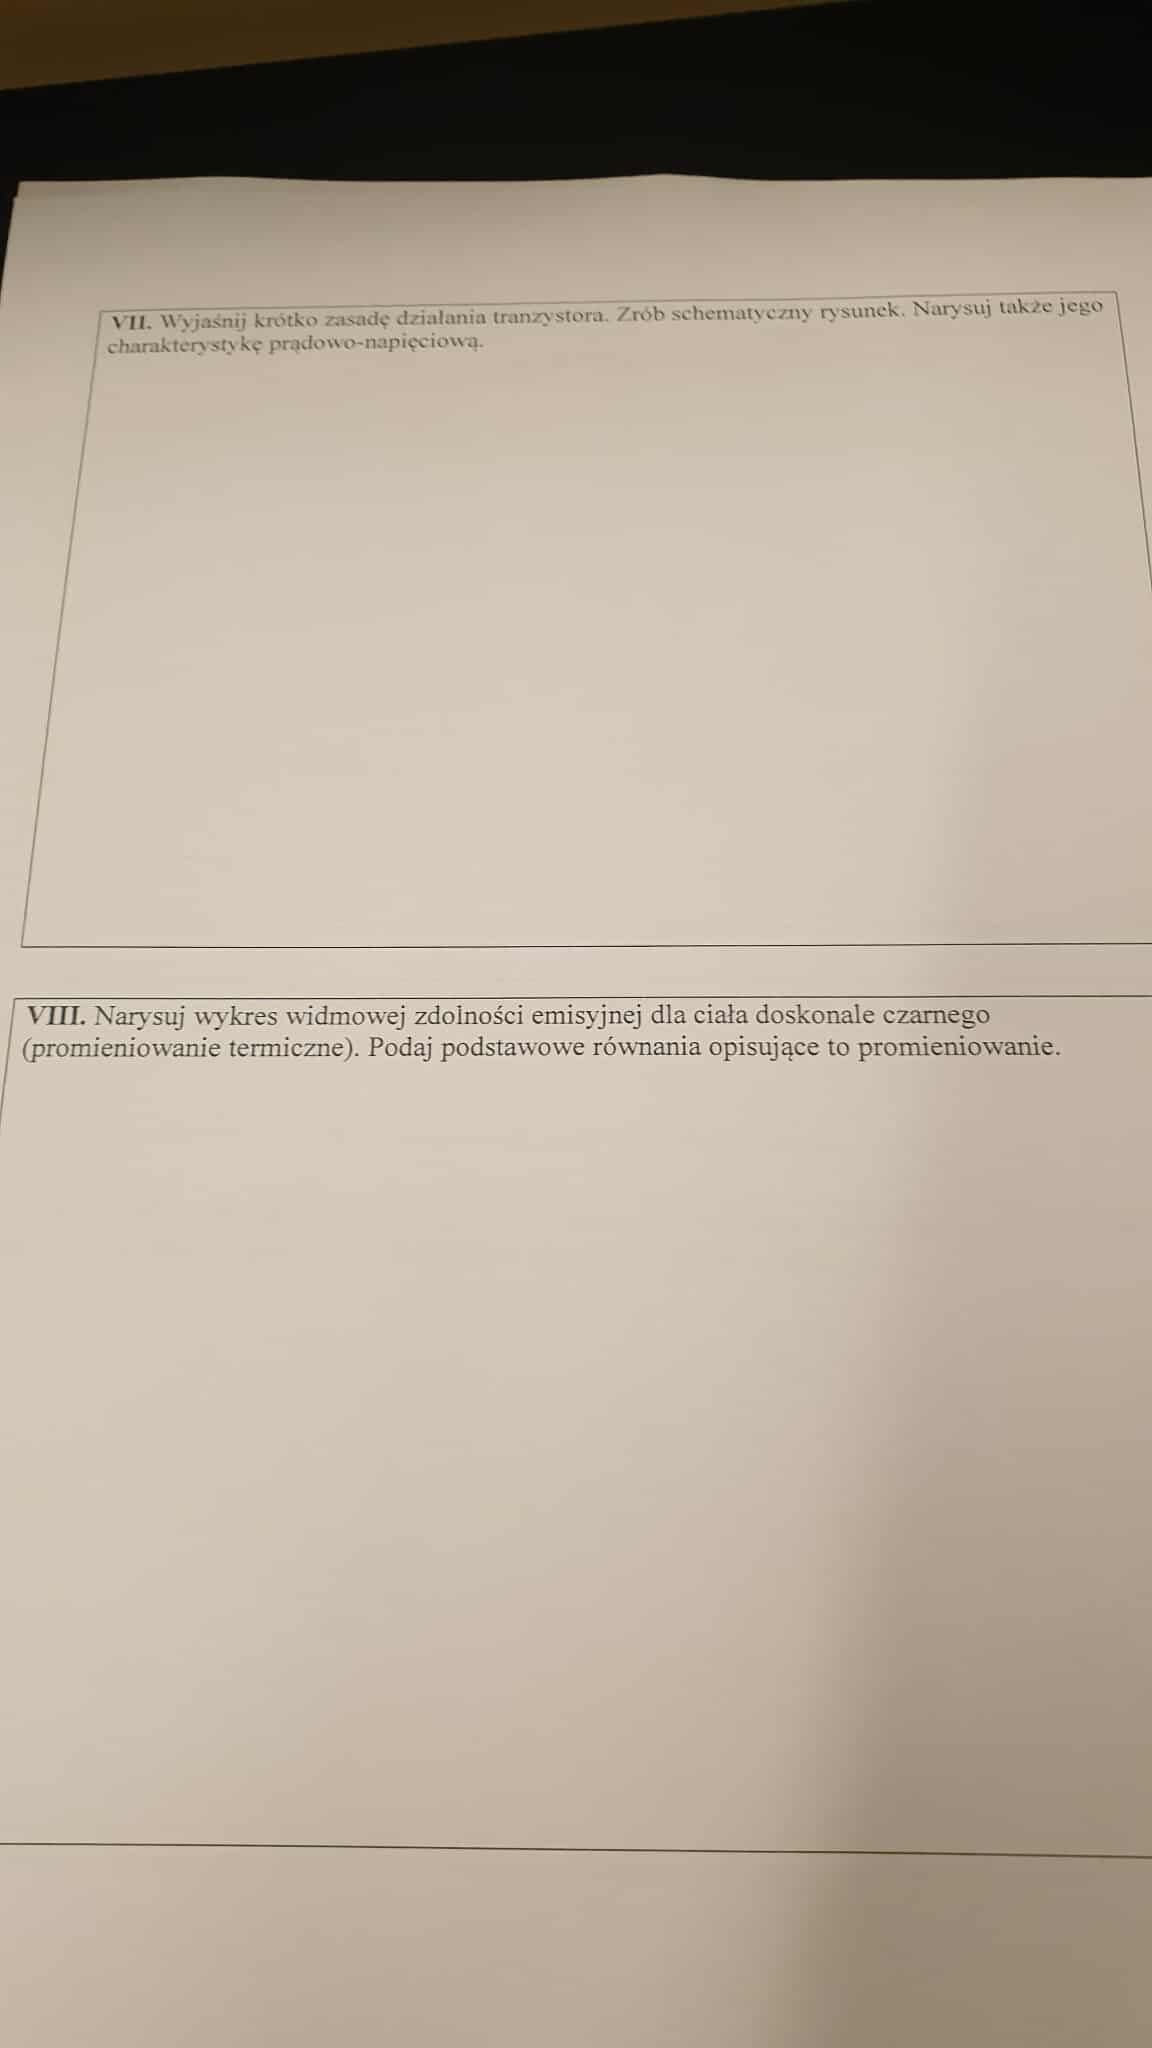 VII. Wyjaśnij krótko zasadę działania tranzystora. Zrób schematyczny rysunek. Narysuj także jego
charakterystykę prądowo-napięciową.
VIII. Narysuj wykres widmowej zdolności emisyjnej dla ciała doskonale czarnego
(promieniowanie termiczne). Podaj podstawowe równania opisujące to promieniowanie.